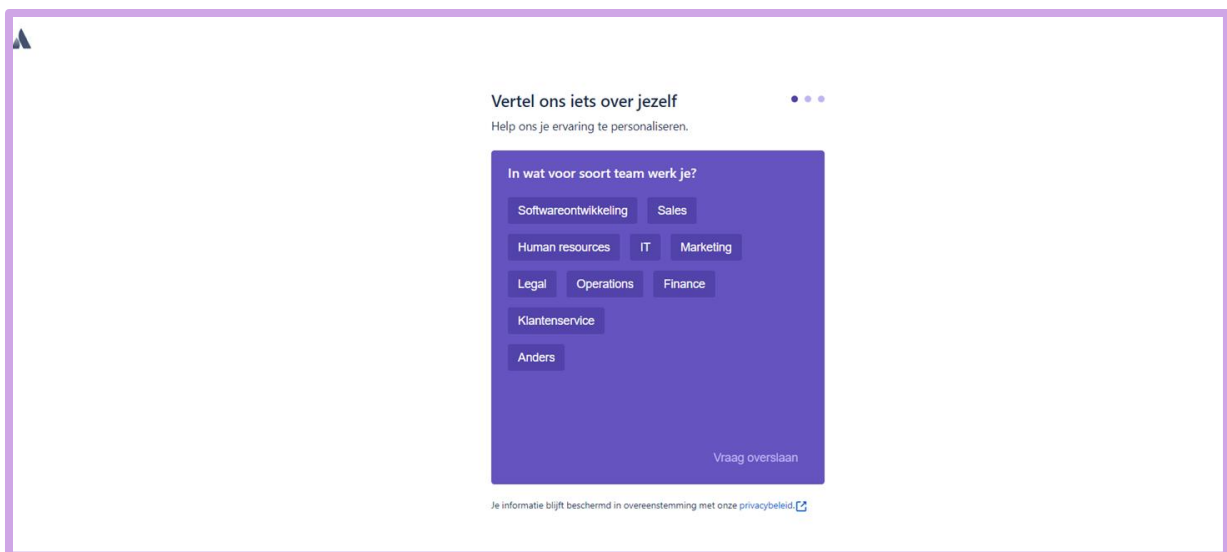 Vertel ons iets over jezelf
Help ons je ervaring te personaliseren.
In wat voor soort team werk je?
Softwareontwikkeling Sales
Human resources IT Marketing
Legal Operations Finance
Klantenservice
Anders
Vraag overslaan
Je informatie blijft beschermd in overeenstemming met onze privacybeleid.